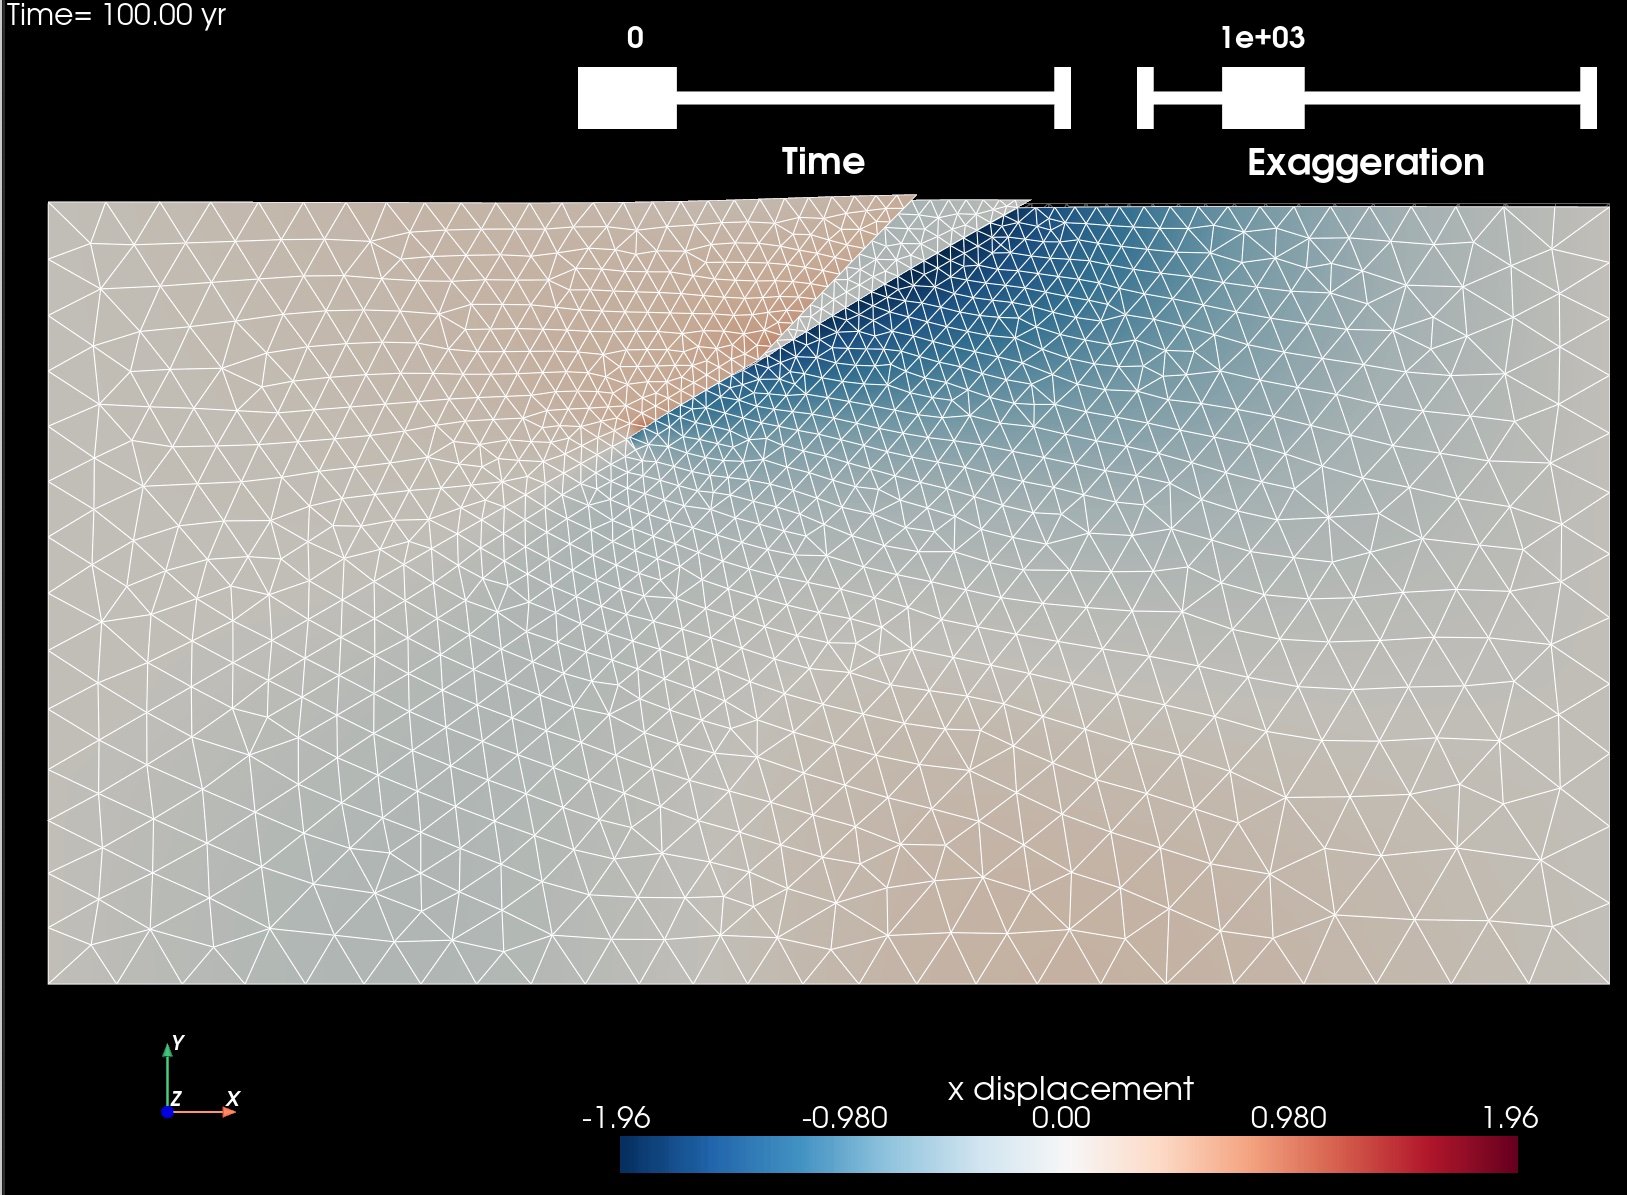 Time= 100.00 yr
0
1e+03
Time
Exaggeration
Y
Z
X
x displacement
-1.96 -0.980 0.00 0.980 1.96